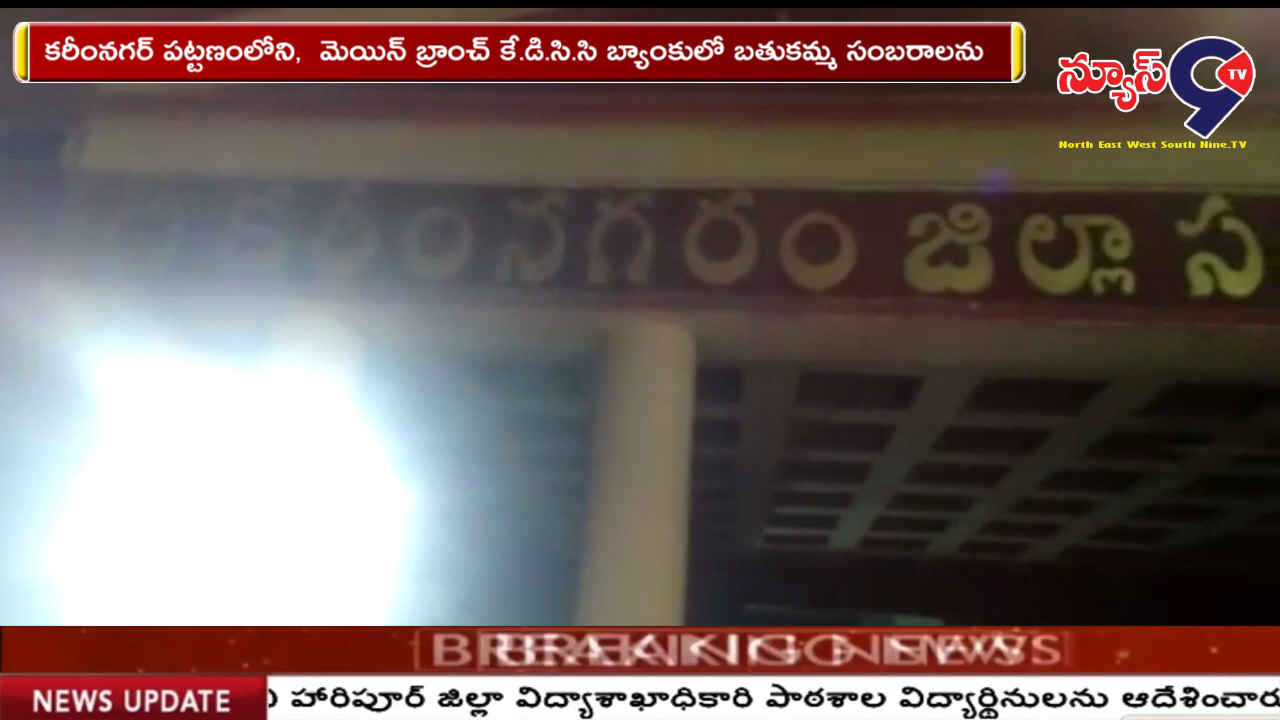 కరీంనగర్ పట్టణంలోని, మెయిన్ బ్రాంచ్ కే.డి.సి.సి బ్యాంకులో బతుకమ్మ సంబరాలను
న్యూస్ 9 TV
North East West South Nine.TV
కరీంనగరం జిల్లా స
BREAKING NEWS
NEWS UPDATE హారిపూర్ జిల్లా విద్యాశాఖాధికారి పాఠశాల విద్యార్థినులను ఆదేశించారు